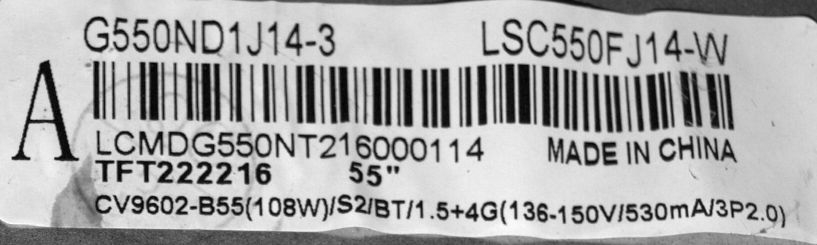 G550ND1J14-3 LSC550FJ14-W
A
LCMDG550NT216000114 MADE IN CHINA
TFT222216 55"
CV9602-B55(108W)/S2/BT/1.5+4G(136-150V/530mA/3P2.0)